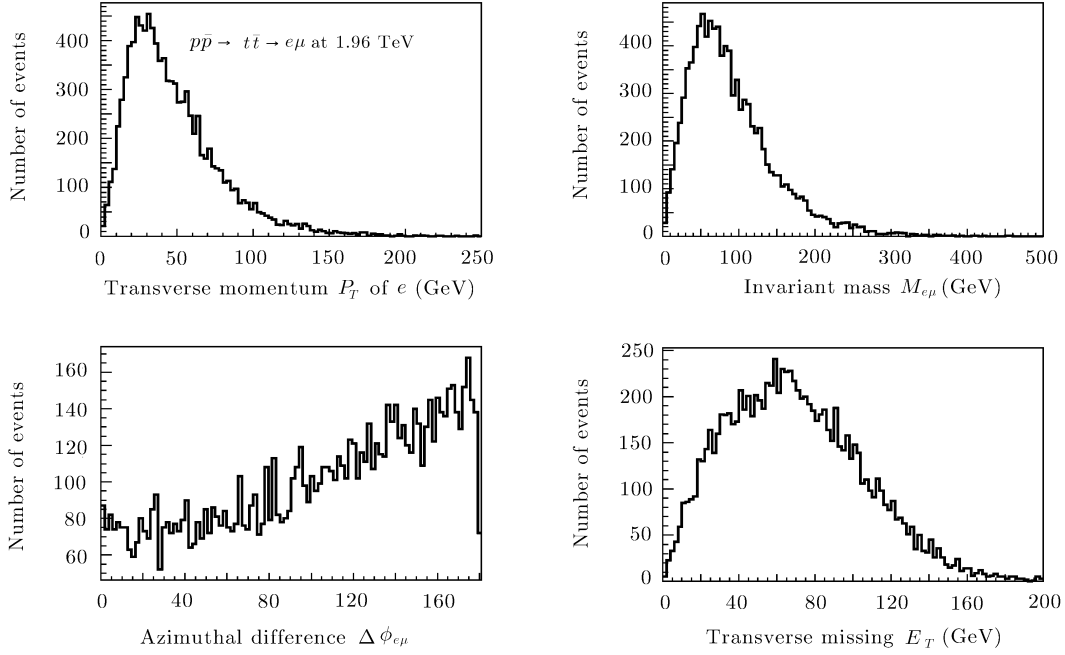 Number of events
400
300
200
100
0
pp̄ → tt̄ → eμ at 1.96 TeV
0 50 100 150 200 250
Transverse momentum P_T of e (GeV)
Number of events
400
300
200
100
0
0 100 200 300 400 500
Invariant mass M_eμ (GeV)
Number of events
160
140
120
100
80
60
0 40 80 120 160
Azimuthal difference Δ ϕ_eμ
Number of events
250
200
150
100
50
0
0 40 80 120 160 200
Transverse missing E_T (GeV)